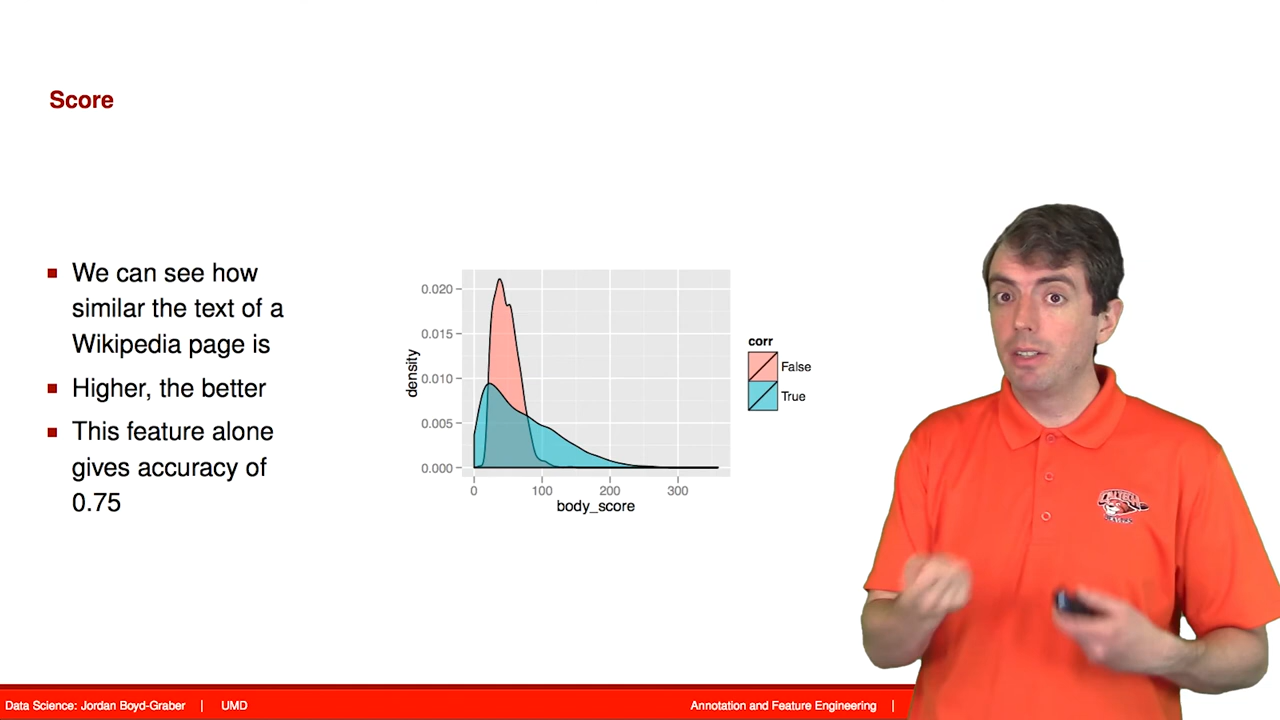 Score
We can see how
similar the text of a
Wikipedia page is
Higher, the better
This feature alone
gives accuracy of
0.75
0.020
0.015
0.010
0.005
0.000
density
0 100 200 300
body_score
corr
False
True
Data Science: Jordan Boyd-Graber | UMD
Annotation and Feature Engineering |